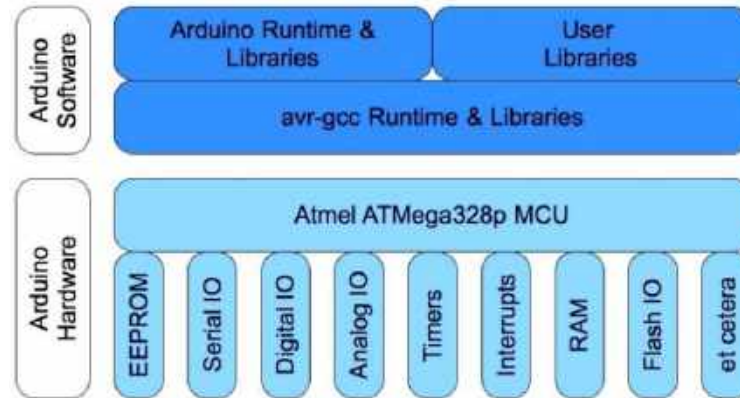 Arduino
Software
Arduino Runtime &
Libraries
User
Libraries
avr-gcc Runtime & Libraries
Arduino
Hardware
Atmel ATMega328p MCU
EEPROM
Serial IO
Digital IO
Analog IO
Timers
Interrupts
RAM
Flash IO
et cetera